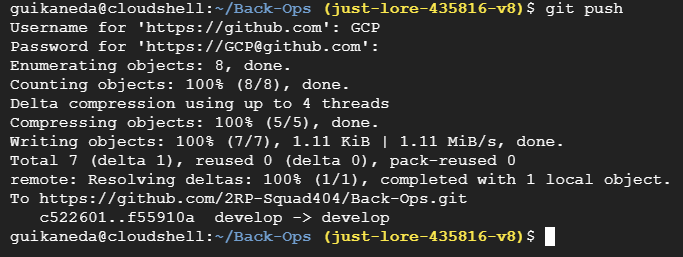 guikaneda@cloudshell:~/Back-Ops (just-lore-435816-v8)$ git push
Username for 'https://github.com': GCP
Password for 'https://GCP@github.com':
Enumerating objects: 8, done.
Counting objects: 100% (8/8), done.
Delta compression using up to 4 threads
Compressing objects: 100% (5/5), done.
Writing objects: 100% (7/7), 1.11 KiB | 1.11 MiB/s, done.
Total 7 (delta 1), reused 0 (delta 0), pack-reused 0
remote: Resolving deltas: 100% (1/1), completed with 1 local object.
To https://github.com/2RP-Squad404/Back-Ops.git
   c522601..f55910a  develop -> develop
guikaneda@cloudshell:~/Back-Ops (just-lore-435816-v8)$